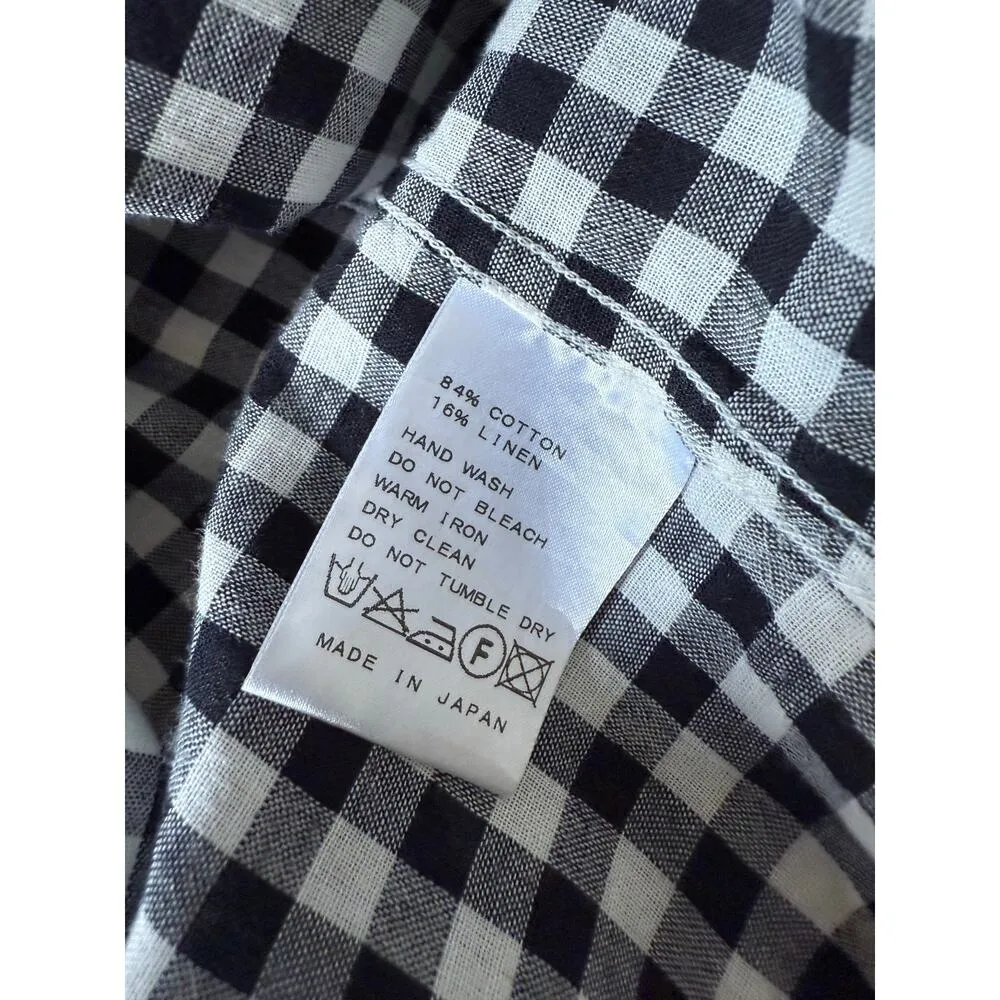 84% COTTON
16% LINEN
HAND WASH
DO NOT BLEACH
WARM IRON
DRY CLEAN
DO NOT TUMBLE DRY
F
MADE IN JAPAN